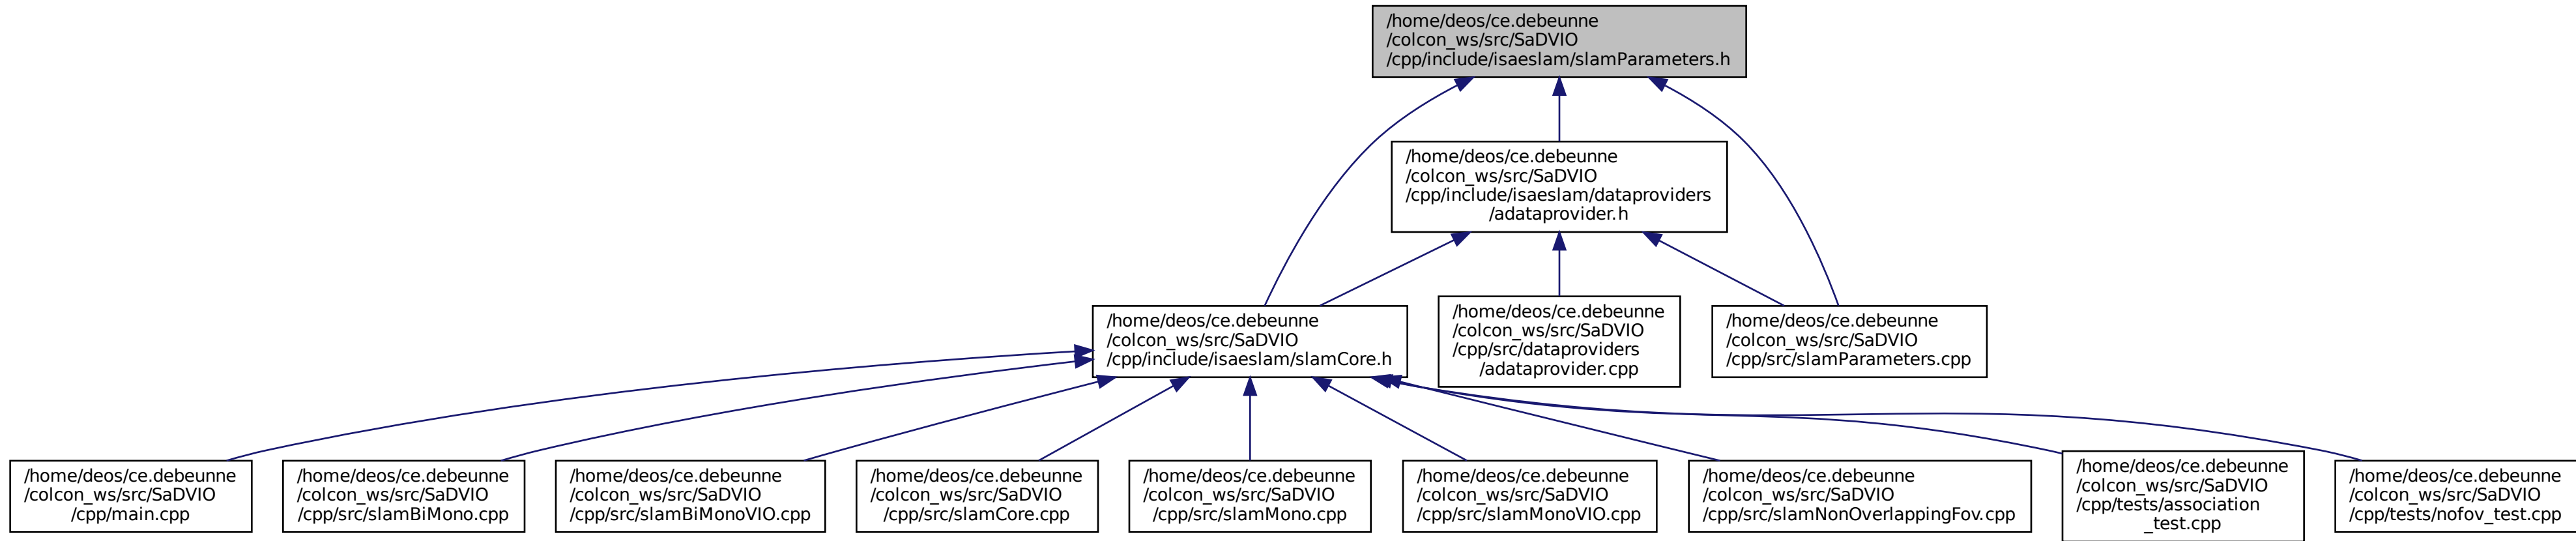 /home/deos/ce.debeunne
/colcon_ws/src/SaDVIO
/cpp/include/isaeslam/slamParameters.h
/home/deos/ce.debeunne
/colcon_ws/src/SaDVIO
/cpp/include/isaeslam/dataproviders
/adataprovider.h
/home/deos/ce.debeunne
/colcon_ws/src/SaDVIO
/cpp/include/isaeslam/slamCore.h
/home/deos/ce.debeunne
/colcon_ws/src/SaDVIO
/cpp/src/dataproviders
/adataprovider.cpp
/home/deos/ce.debeunne
/colcon_ws/src/SaDVIO
/cpp/src/slamParameters.cpp
/home/deos/ce.debeunne
/colcon_ws/src/SaDVIO
/cpp/main.cpp
/home/deos/ce.debeunne
/colcon_ws/src/SaDVIO
/cpp/src/slamBiMono.cpp
/home/deos/ce.debeunne
/colcon_ws/src/SaDVIO
/cpp/src/slamBiMonoVIO.cpp
/home/deos/ce.debeunne
/colcon_ws/src/SaDVIO
/cpp/src/slamCore.cpp
/home/deos/ce.debeunne
/colcon_ws/src/SaDVIO
/cpp/src/slamMono.cpp
/home/deos/ce.debeunne
/colcon_ws/src/SaDVIO
/cpp/src/slamMonoVIO.cpp
/home/deos/ce.debeunne
/colcon_ws/src/SaDVIO
/cpp/src/slamNonOverlappingFov.cpp
/home/deos/ce.debeunne
/colcon_ws/src/SaDVIO
/cpp/tests/association
_test.cpp
/home/deos/ce.debeunne
/colcon_ws/src/SaDVIO
/cpp/tests/nofov_test.cpp